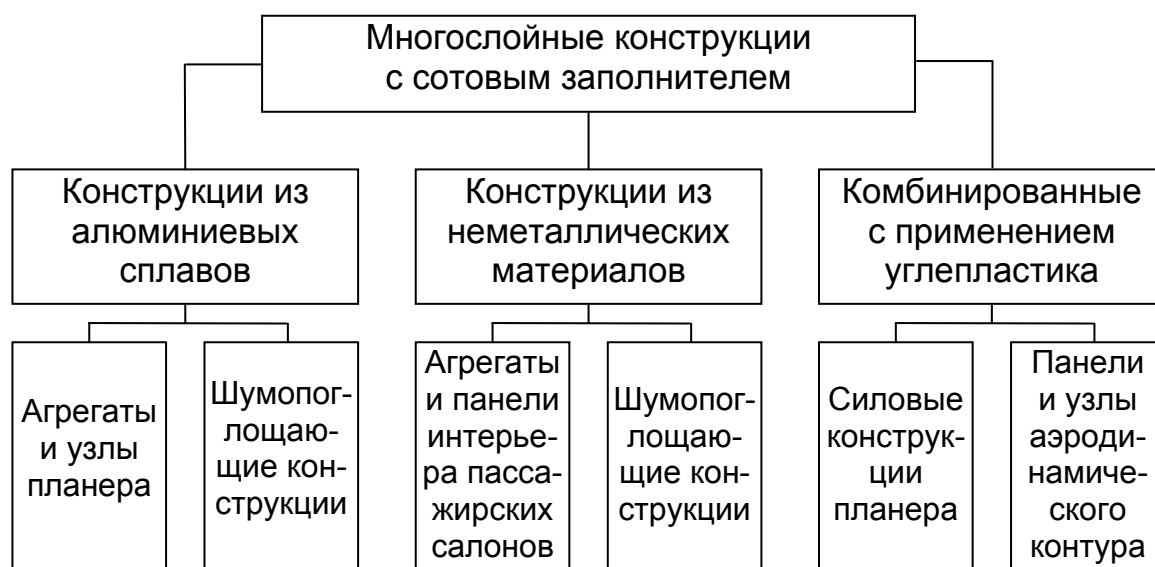 Многослойные конструкции
с сотовым заполнителем
Конструкции из
алюминиевых
сплавов
Конструкции из
неметаллических
материалов
Комбинированные
с применением
углепластика
Агрегаты
и узлы
планера
Шумопог-
лощаю-
щие кон-
струкции
Агрегаты
и панели
интерье-
ра пасса-
жирских
салонов
Шумопог-
лощаю-
щие кон-
струкции
Силовые
конструк-
ции
планера
Панели
и узлы
аэроди-
намиче-
ского
контура